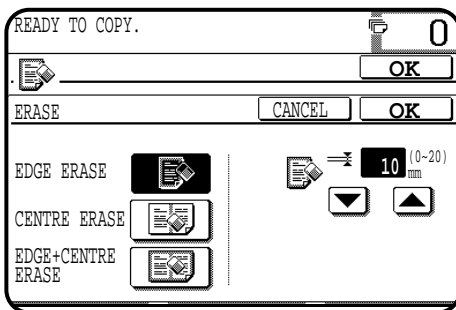 READY TO COPY.
0
OK
ERASE
CANCEL
OK
EDGE ERASE
10
(0~20)
mm
CENTRE ERASE
EDGE+CENTRE
ERASE